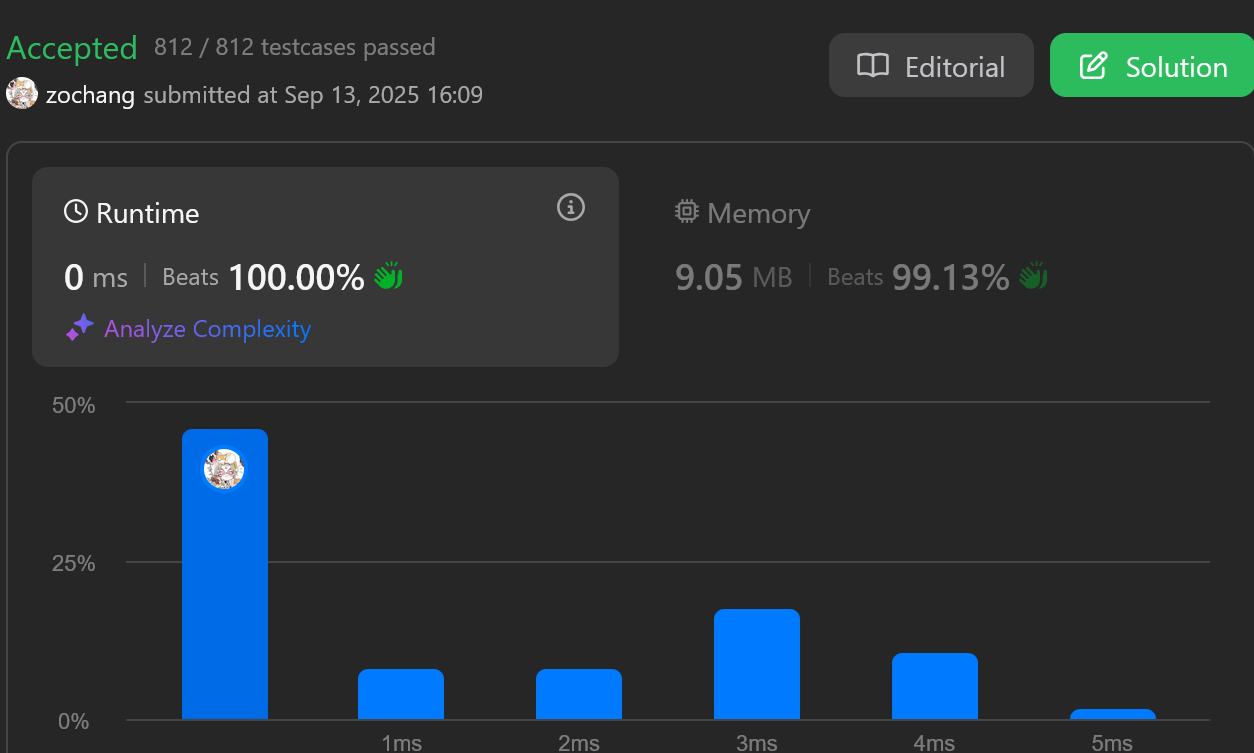 Accepted 812 / 812 testcases passed
zochang submitted at Sep 13, 2025 16:09
Editorial
Solution
Runtime
0 ms | Beats 100.00%
Analyze Complexity
Memory
9.05 MB | Beats 99.13%
50%
25%
0%
1ms 2ms 3ms 4ms 5ms